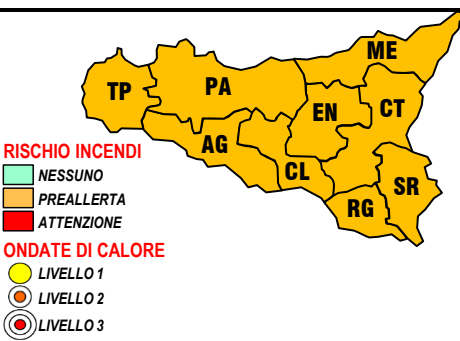 ME
TP
PA
EN
CT
AG
CL
SR
RG
RISCHIO INCENDI
NESSUNO
PREALLERTA
ATTENZIONE
ONDATE DI CALORE
LIVELLO 1
LIVELLO 2
LIVELLO 3